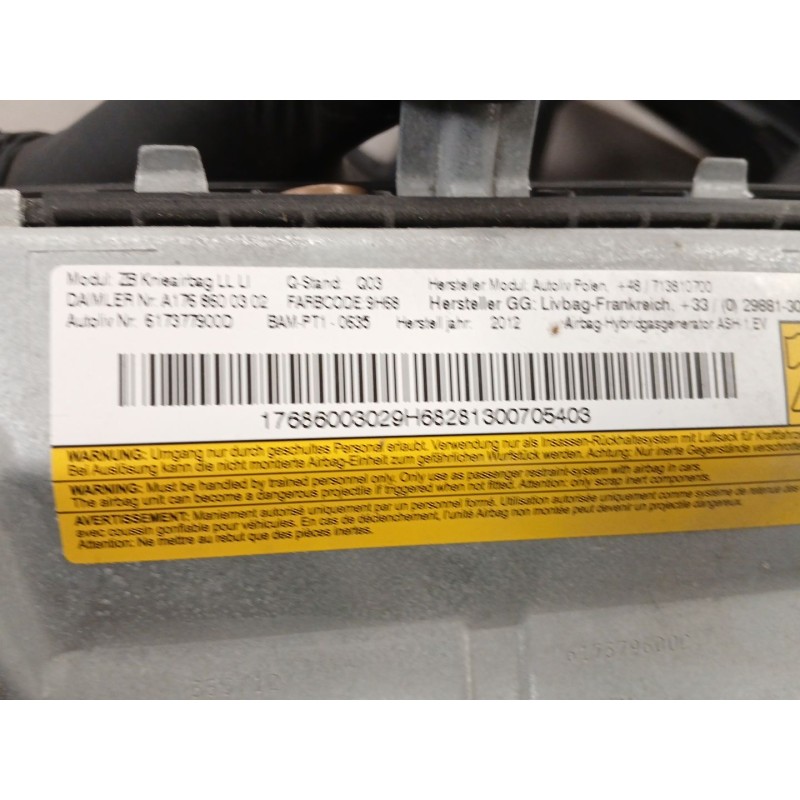 Modul: ZB Knieairbag LL LI Q-Stand: Q03 Hersteller Modul: Autoliv Polen, +48 / 713810700
DAIMLER Nr: A176 860 03 02 FARBCODE 9H68 Hersteller GG: Livbag-Frankreich, +33 / (0) 29881-30
Autoliv Nr: 617377900D BAM-PT1 - 0635 Herstelljahr: 2012 Airbag-Hybridgasgenerator ASH-1.EV
17686003029H68281300705403
WARNUNG: Umgang nur durch geschultes Personal erlaubt. Verwendung nur als Insassen-Rückhaltesystem mit Luftsack für
Bei Auslösung kann die nicht montierte Airbag-Einheit zum gefährlichen Wurfstück werden. Achtung: Nur inerte Gegenstände
WARNING: Must be handled by trained personnel only. Only use as a passenger restraint-system with airbag in cars.
The airbag unit can become a dangerous projectile if triggered when not fitted. Attention: only scrap inert components.
AVERTISSEMENT: Maniement autorisé uniquement par un personnel formé. Utilisation autorisée uniquement comme système de retenue des
avec coussin gonflable pour véhicules. En cas de déclenchement, l'unité Airbag non montée peut devenir un projectile dangereux.
Attention: Ne mettre au rebut que des pièces inertes.